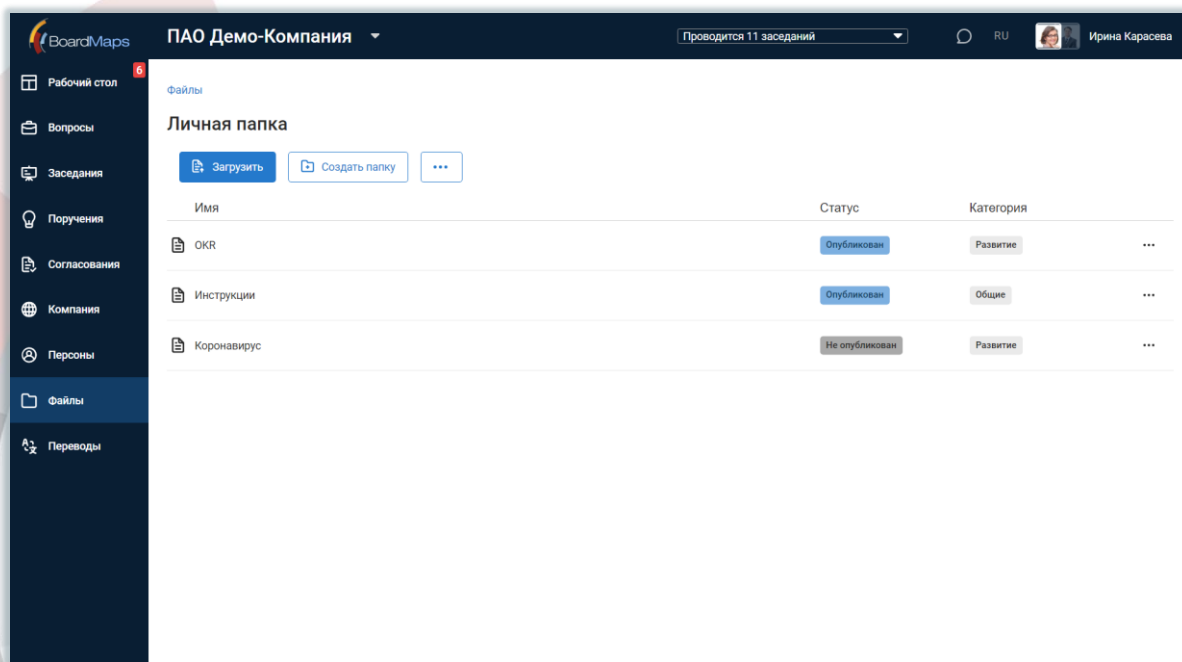 BoardMaps
ПАО Демо-Компания
Проводится 11 заседаний
RU
Ирина Карасева
Рабочий стол
6
Вопросы
Заседания
Поручения
Согласования
Компания
Персоны
Файлы
Переводы
Файлы
Личная папка
Загрузить
Создать папку
Имя Статус Категория
OKR Опубликован Развитие
Инструкции Опубликован Общие
Коронавирус Не опубликован Развитие